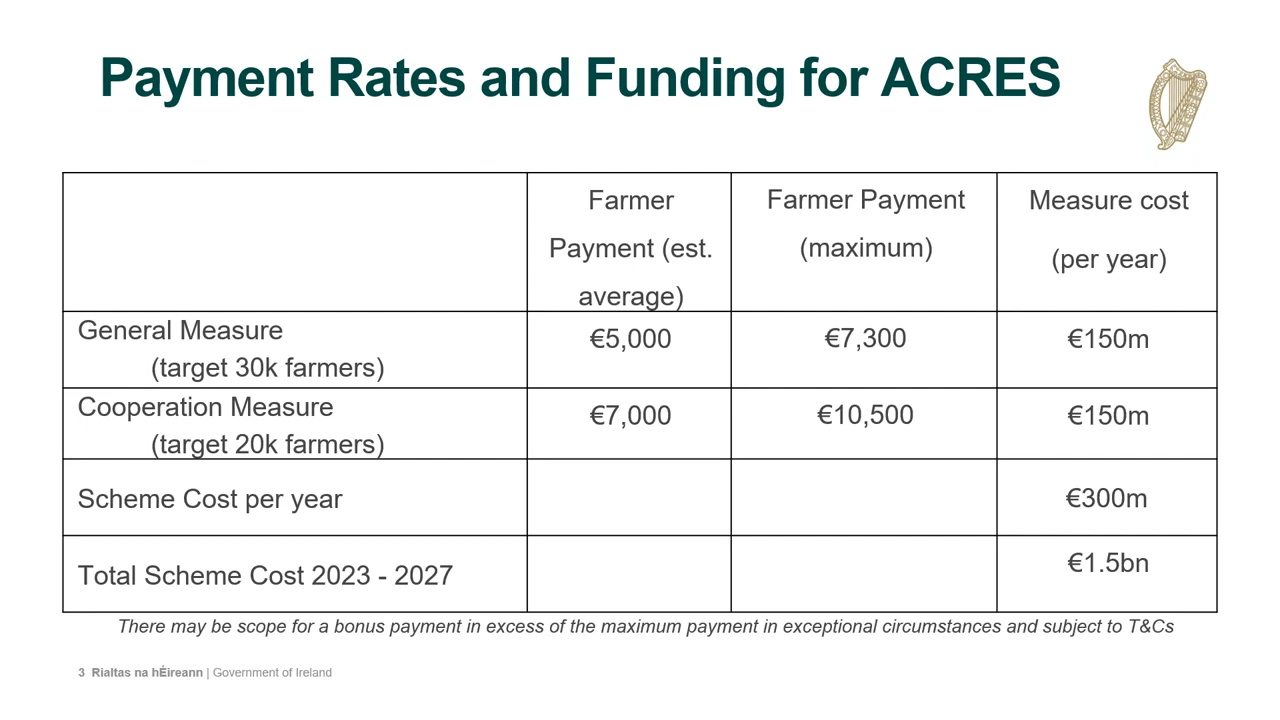 Payment Rates and Funding for ACRES
Farmer
Payment (est.
average)
Farmer Payment
(maximum)
Measure cost
(per year)
General Measure
(target 30k farmers)
€5,000
€7,300
€150m
Cooperation Measure
(target 20k farmers)
€7,000
€10,500
€150m
Scheme Cost per year
€300m
Total Scheme Cost 2023 - 2027
€1.5bn
There may be scope for a bonus payment in excess of the maximum payment in exceptional circumstances and subject to T&Cs
3 Rialtas na hÉireann | Government of Ireland